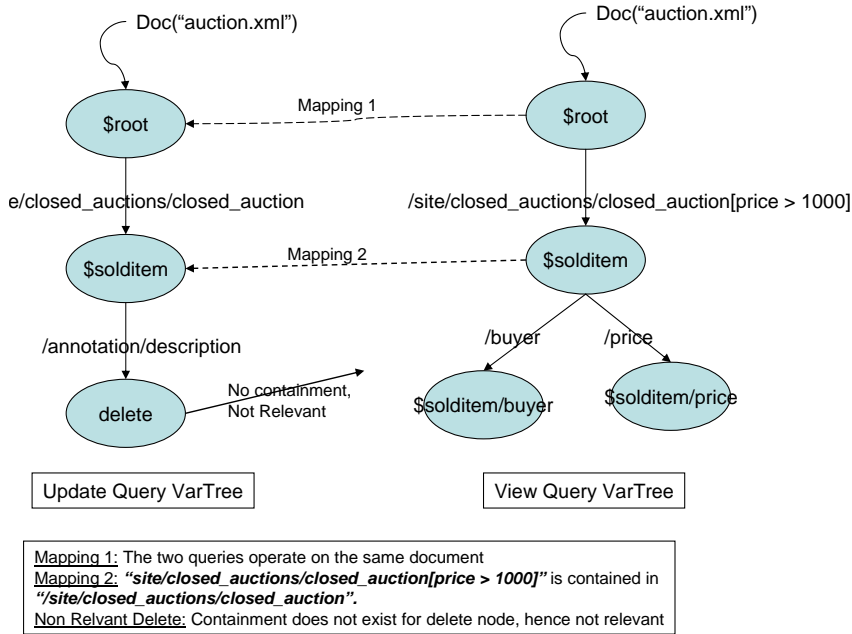 Doc(“auction.xml”)
Doc(“auction.xml”)
$root
Mapping 1
$root
e/closed_auctions/closed_auction
/site/closed_auctions/closed_auction[price > 1000]
$solditem
Mapping 2
$solditem
/annotation/description
/buyer
/price
delete
No containment,
Not Relevant
$solditem/buyer
$solditem/price
Update Query VarTree
View Query VarTree
Mapping 1: The two queries operate on the same document
Mapping 2: “site/closed_auctions/closed_auction[price > 1000]” is contained in
“/site/closed_auctions/closed_auction”.
Non Relvant Delete: Containment does not exist for delete node, hence not relevant